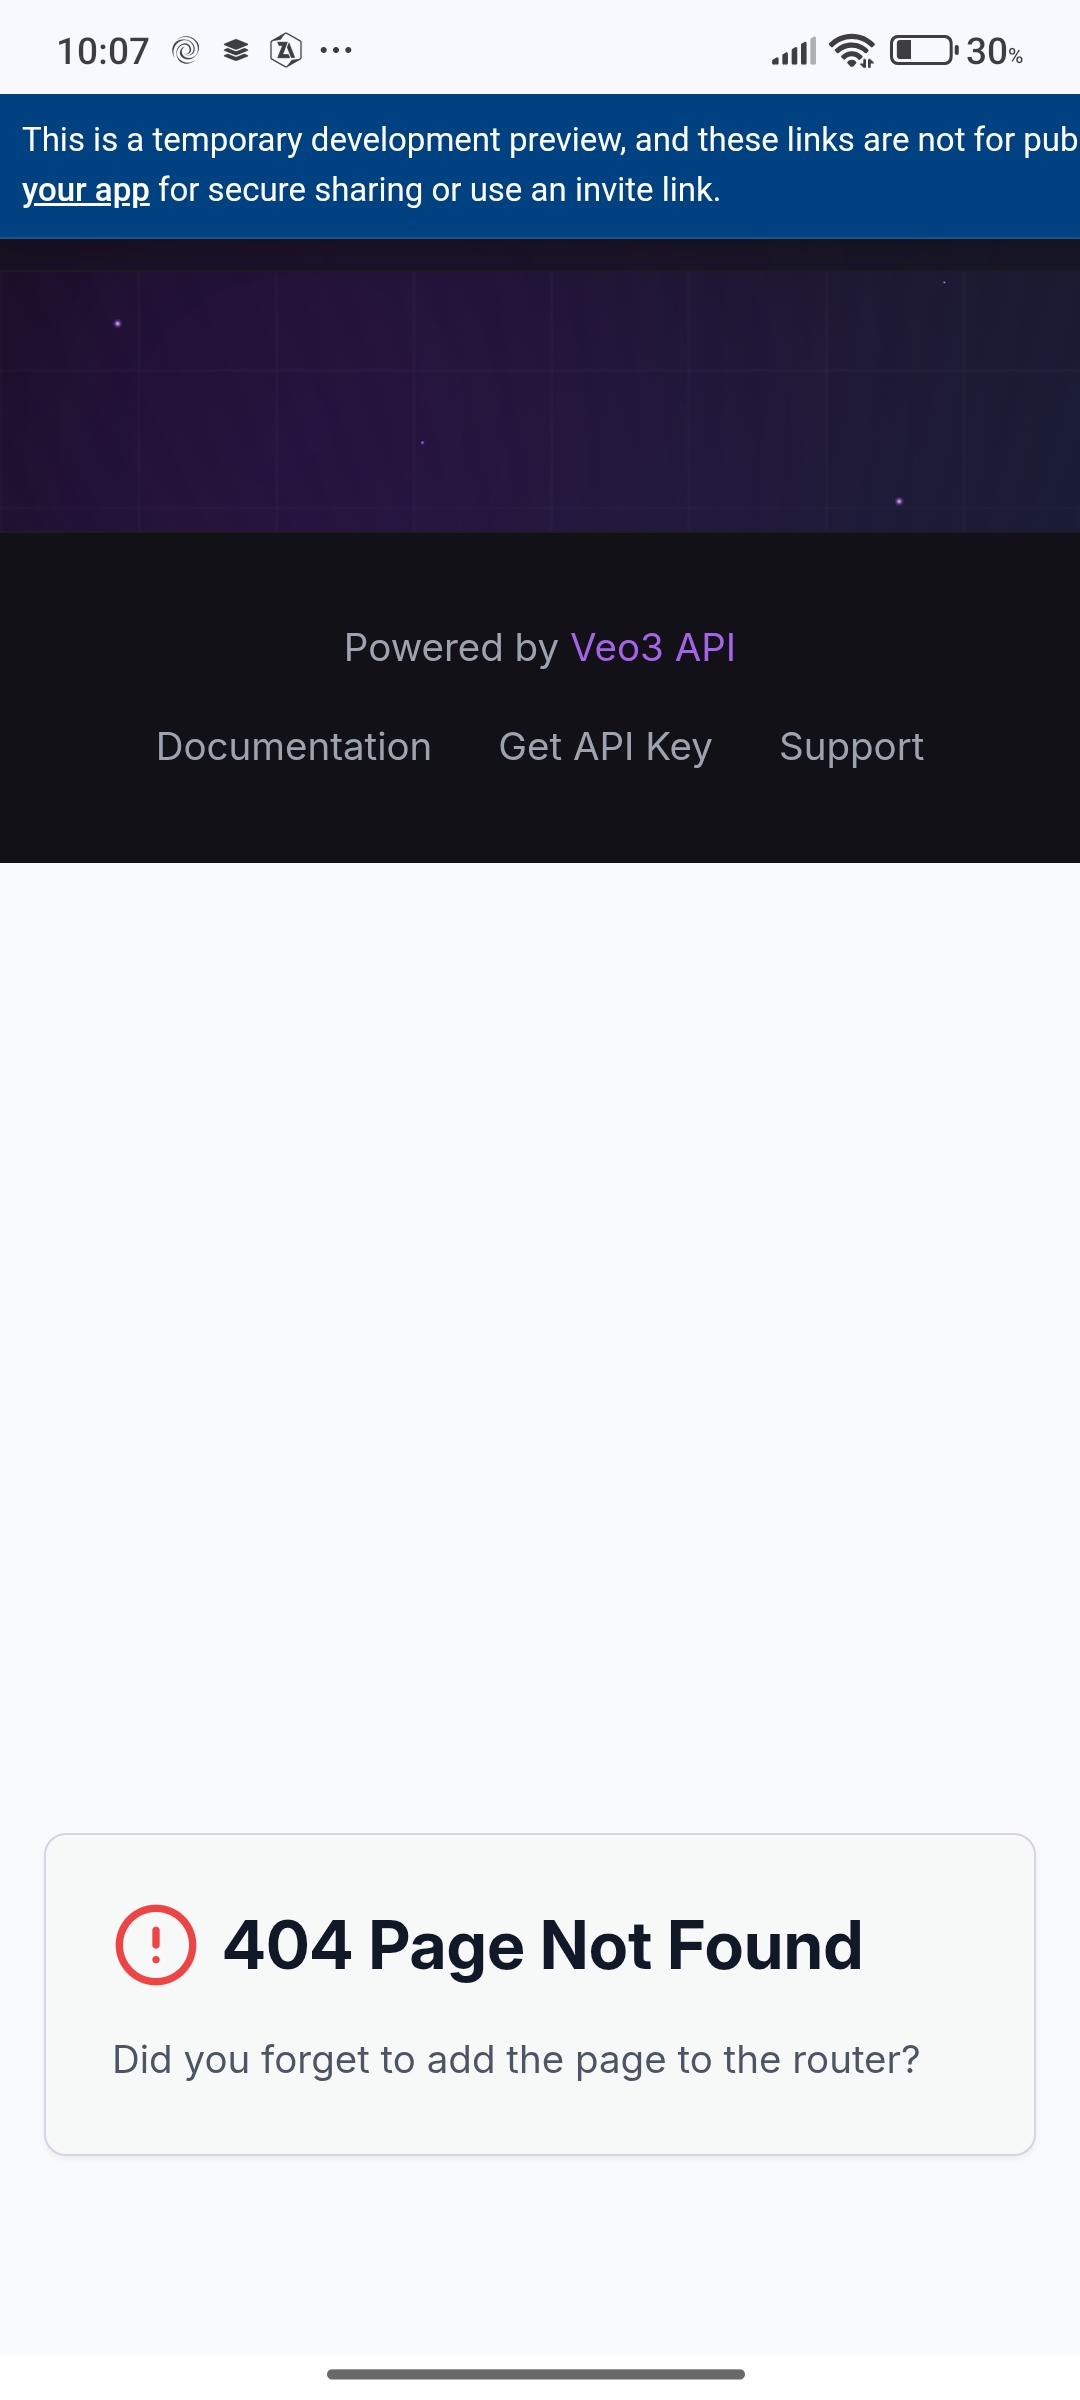 10:07
30%
This is a temporary development preview, and these links are not for pub
your app for secure sharing or use an invite link.
Powered by Veo3 API
Documentation Get API Key Support
404 Page Not Found
Did you forget to add the page to the router?